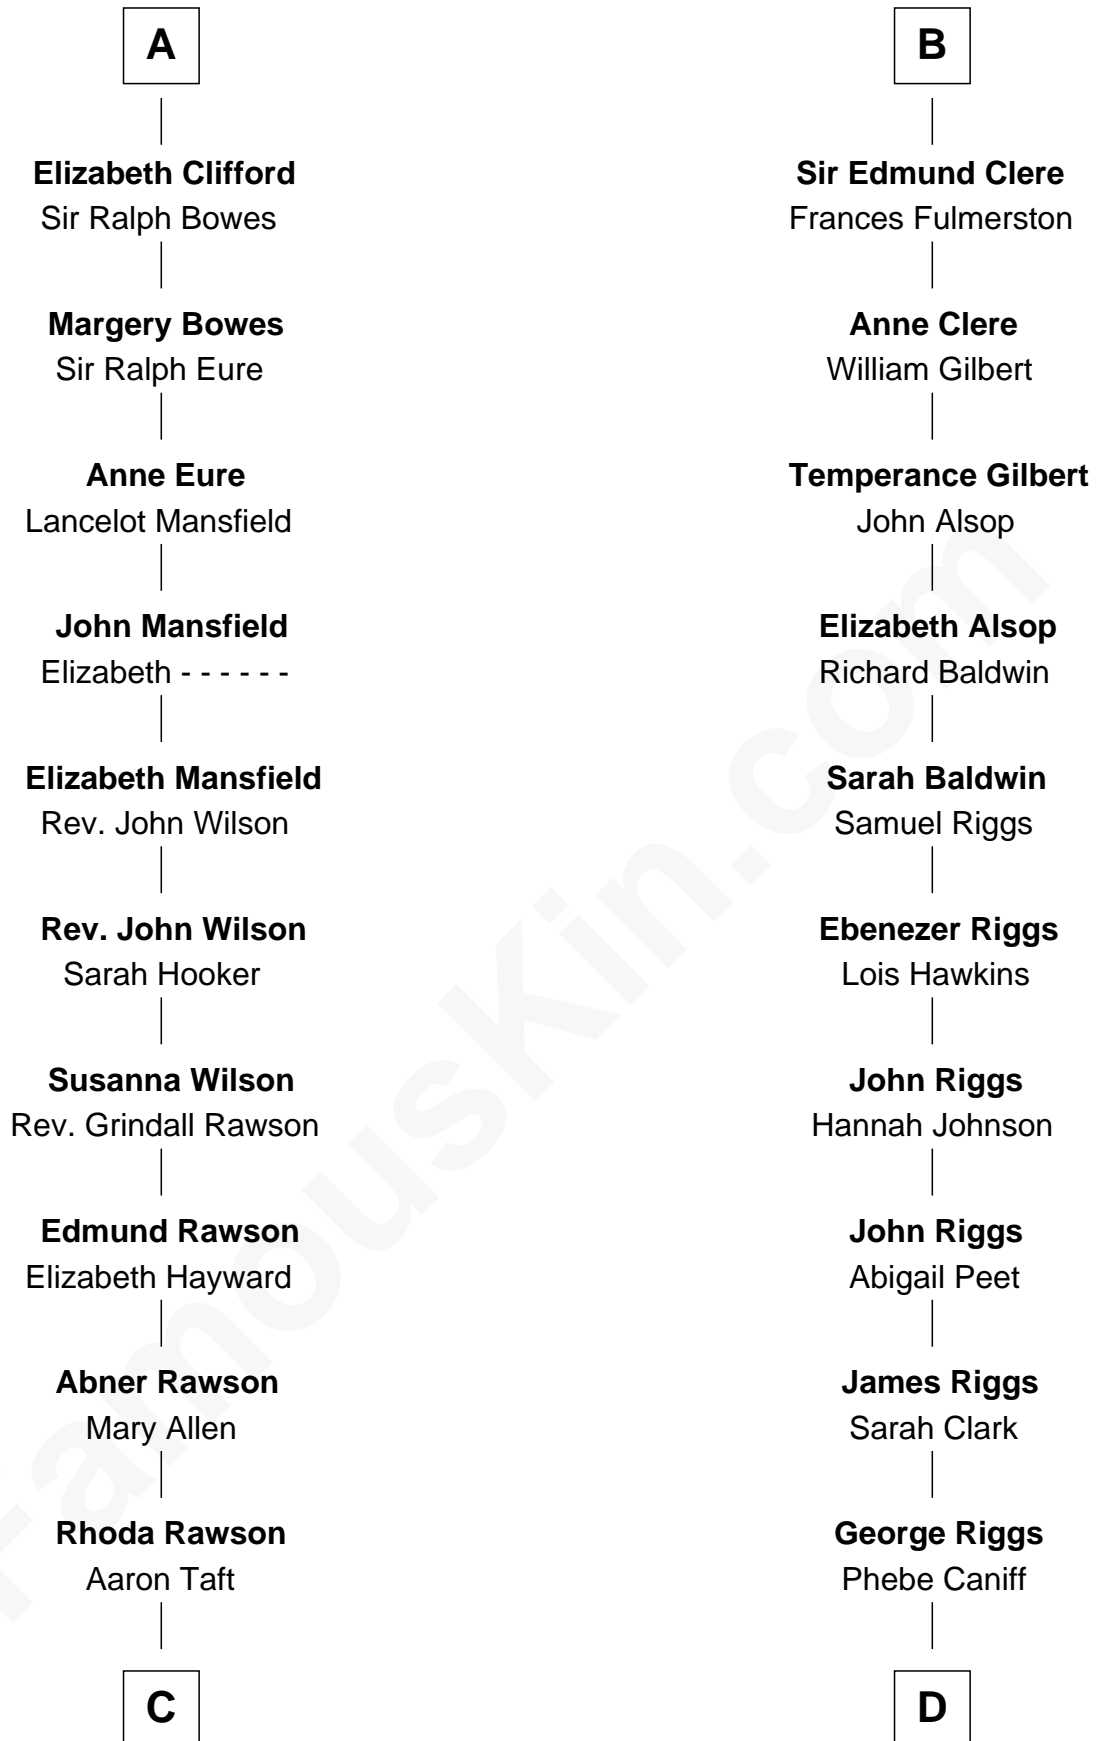 A
Elizabeth Clifford
Sir Ralph Bowes
Margery Bowes
Sir Ralph Eure
Anne Eure
Lancelot Mansfield
John Mansfield
Elizabeth - - - - - -
Elizabeth Mansfield
Rev. John Wilson
Rev. John Wilson
Sarah Hooker
Susanna Wilson
Rev. Grindall Rawson
Edmund Rawson
Elizabeth Hayward
Abner Rawson
Mary Allen
Rhoda Rawson
Aaron Taft
C
B
Sir Edmund Clere
Frances Fulmerston
Anne Clere
William Gilbert
Temperance Gilbert
John Alsop
Elizabeth Alsop
Richard Baldwin
Sarah Baldwin
Samuel Riggs
Ebenezer Riggs
Lois Hawkins
John Riggs
Hannah Johnson
John Riggs
Abigail Peet
James Riggs
Sarah Clark
George Riggs
Phebe Caniff
D
FamousKin.com